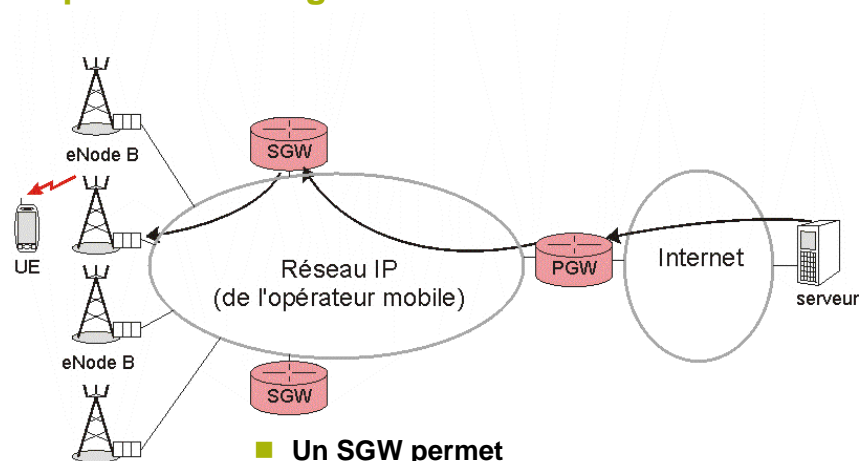 eNode B
SGW
UE
Réseau IP
(de l'opérateur mobile)
PGW
Internet
serveur
eNode B
SGW
Un SGW permet